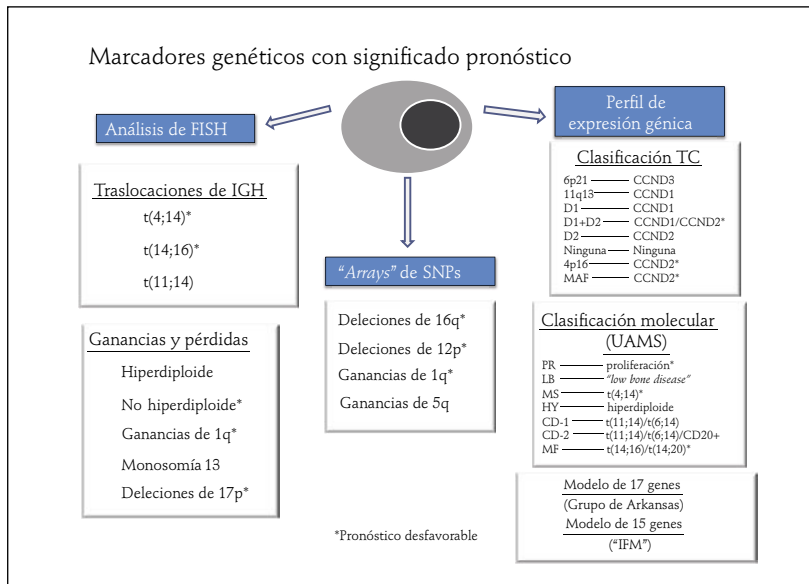 Marcadores genéticos con significado pronóstico
Análisis de FISH
Traslocaciones de IGH
t(4;14)*
t(14;16)*
t(11;14)
Ganancias y pérdidas
Hiperdiploide
No hiperdiploide*
Ganancias de 1q*
Monosomía 13
Deleciones de 17p*
"Arrays" de SNPs
Deleciones de 16q*
Deleciones de 12p*
Ganancias de 1q*
Ganancias de 5q
*Pronóstico desfavorable
Perfil de
expresión génica
Clasificación TC
6p21 CCND3
11q13 CCND1
D1 CCND1
D1+D2 CCND1/CCND2*
D2 CCND2
Ninguna Ninguna
4p16 CCND2*
MAF CCND2*
Clasificación molecular
(UAMS)
PR proliferación*
LB "low bone disease"
MS t(4;14)*
HY hiperdiploide
CD-1 t(11;14)/t(6;14)
CD-2 t(11;14)/t(6;14)/CD20+
MF t(14;16)/t(14;20)*
Modelo de 17 genes
(Grupo de Arkansas)
Modelo de 15 genes
("IFM")